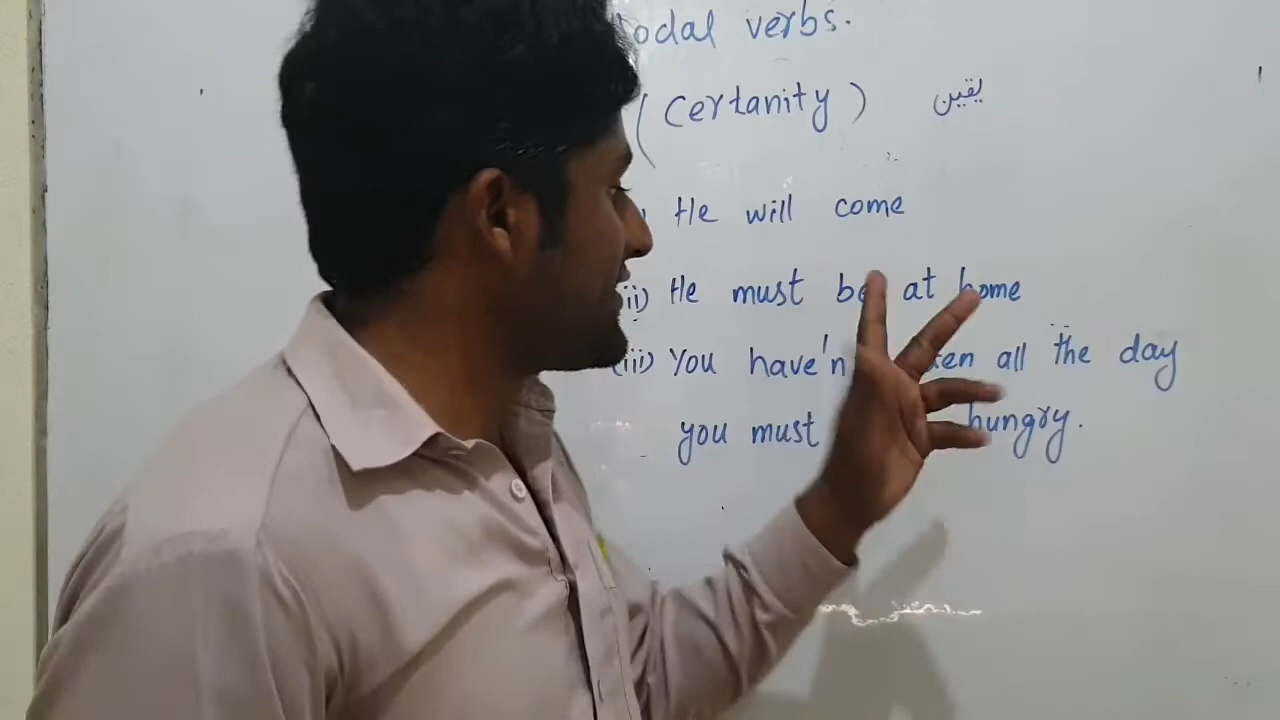 odal verbs.
(Certanity) یقین
He will come
ii) He must be at home
(iii) You have'n all the day
you must hungry.